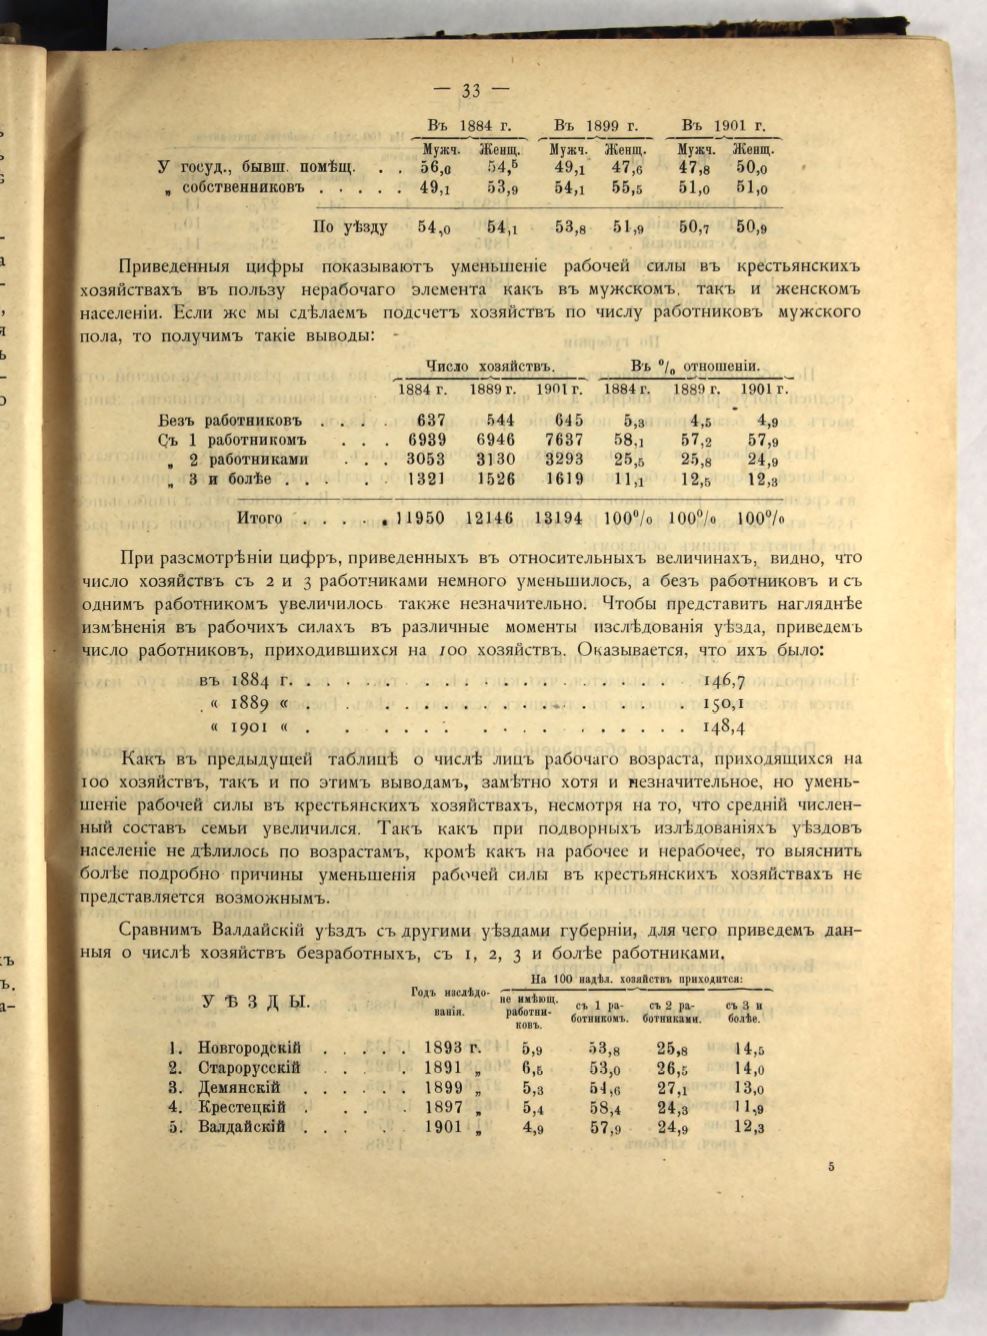 — 33 —
Въ 1884 г. Въ 1899 г. Въ 1901 г.
Мужч. Женщ. Мужч. Женщ. Мужч. Женщ.
У госуд., бывш. помѣщ. . . 56,0 54,5 49,1 47,6 47,8 50,0
„ собственниковъ . . . . . 49,1 53,9 54,1 55,5 51,0 51,0
По уѣзду 54,0 54,1 53,8 51,9 50,7 50,9
Приведенныя цифры показываютъ уменьшеніе рабочей силы въ крестьянскихъ
хозяйствахъ въ пользу нерабочаго элемента какъ въ мужскомъ, такъ и женскомъ
населеніи. Если же мы сдѣлаемъ подсчетъ хозяйствъ по числу работниковъ мужского
пола, то получимъ такіе выводы:
Число хозяйствъ. Въ % отношеніи.
1884 г. 1889 г. 1901 г. 1884 г. 1889 г. 1901 г.
Безъ работниковъ . . . . 637 544 645 5,3 4,5 4,9
Съ 1 работникомъ . . . 6939 6946 7637 58,1 57,2 57,9
„ 2 работниками . . . 3053 3130 3293 25,5 25,8 24,9
„ 3 и болѣе . . . . . 1321 1526 1619 11,1 12,5 12,3
Итого . . . . . 11950 12146 13194 100% 100% 100%
При разсмотрѣніи цифръ, приведенныхъ въ относительныхъ величинахъ, видно, что
число хозяйствъ съ 2 и 3 работниками немного уменьшилось, а безъ работниковъ и съ
однимъ работникомъ увеличилось также незначительно. Чтобы представить нагляднѣе
измѣненія въ рабочихъ силахъ въ различные моменты изслѣдованія уѣзда, приведемъ
число работниковъ, приходившихся на 100 хозяйствъ. Оказывается, что ихъ было:
въ 1884 г. . . . . . . . . . . . . . . . . 146,7
« 1889 « . . . . . . . . . . . . . . . . 150,1
« 1901 « . . . . . . . . . . . . . . . . 148,4
Какъ въ предыдущей таблицѣ о числѣ лицъ рабочаго возраста, приходящихся на
100 хозяйствъ, такъ и по этимъ выводамъ, замѣтно хотя и незначительное, но умень-
шеніе рабочей силы въ крестьянскихъ хозяйствахъ, несмотря на то, что средній числен-
ный составъ семьи увеличился. Такъ какъ при подворныхъ излѣдованіяхъ уѣздовъ
населеніе не дѣлилось по возрастамъ, кромѣ какъ на рабочее и нерабочее, то выяснить
болѣе подробно причины уменьшенія рабочей силы въ крестьянскихъ хозяйствахъ не
представляется возможнымъ.
Сравнимъ Валдайскій уѣздъ съ другими уѣздами губерніи, для чего приведемъ дан-
ныя о числѣ хозяйствъ безработныхъ, съ 1, 2, 3 и болѣе работниками.
На 100 надѣл. хозяйствъ приходится:
УѢЗДЫ. Годъ изслѣдо- не имѣющ. съ 1 ра- съ 2 ра- съ 3 и
ванія. работни- ботникомъ. ботниками. болѣе.
ковъ.
1. Новгородскій . . . . . 1893 г. 5,9 53,8 25,8 14,5
2. Старорусскій . . . . 1891 „ 6,5 53,0 26,5 14,0
3. Демянскій . . . . . . 1899 „ 5,3 54,6 27,1 13,0
4. Крестецкій . . . . 1897 „ 5,4 58,4 24,3 11,9
5. Валдайскій . . . . . 1901 „ 4,9 57,9 24,9 12,3
5